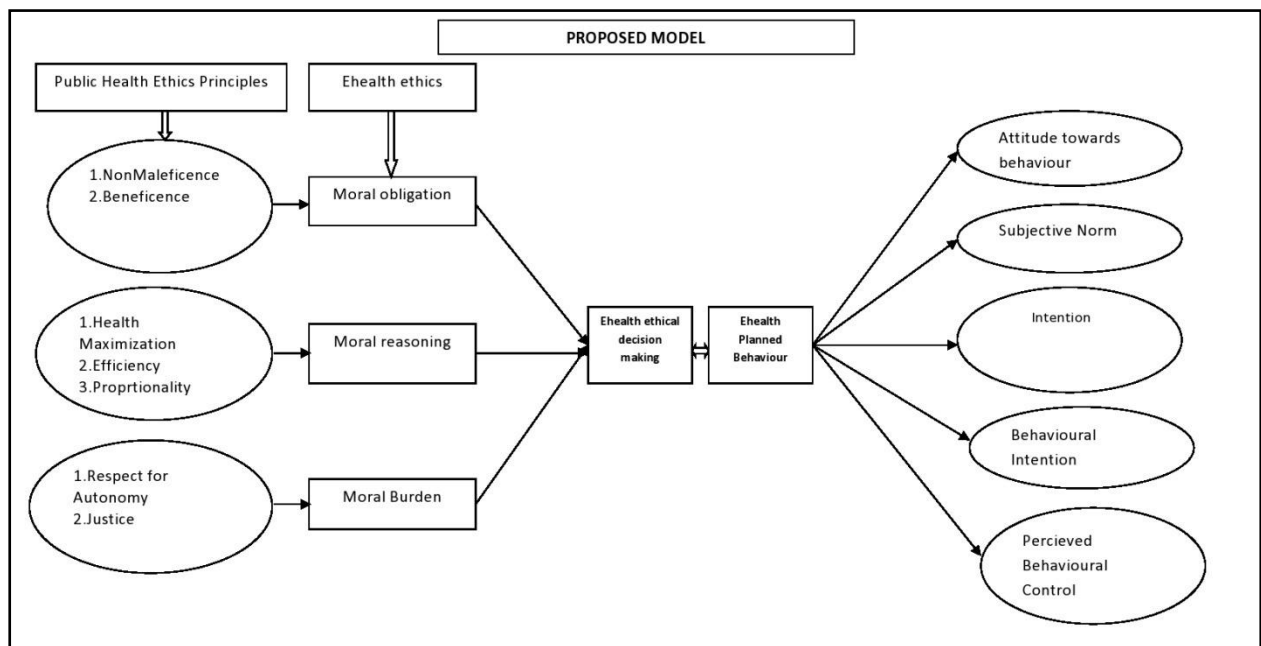 PROPOSED MODEL
Public Health Ethics Principles
Ehealth ethics
1.NonMaleficence
2.Beneficence
Moral obligation
1.Health
Maximization
2.Efficiency
3.Proprtionality
Moral reasoning
1.Respect for
Autonomy
2.Justice
Moral Burden
Ehealth ethical
decision
making
Ehealth
Planned
Behaviour
Attitude towards
behaviour
Subjective Norm
Intention
Behavioural
Intention
Percieved
Behavioural
Control